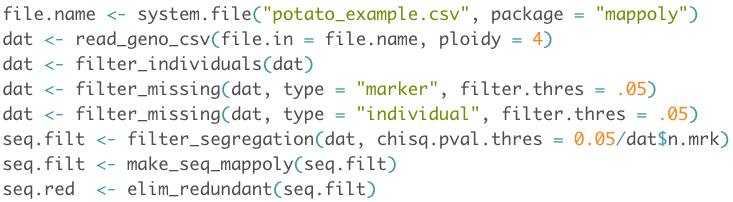 file.name <- system.file("potato_example.csv", package = "mappoly")
dat <- read_geno_csv(file.in = file.name, ploidy = 4)
dat <- filter_individuals(dat)
dat <- filter_missing(dat, type = "marker", filter.thres = .05)
dat <- filter_missing(dat, type = "individual", filter.thres = .05)
seq.filt <- filter_segregation(dat, chisq.pval.thres = 0.05/dat$n.mrk)
seq.filt <- make_seq_mappoly(seq.filt)
seq.red  <- elim_redundant(seq.filt)